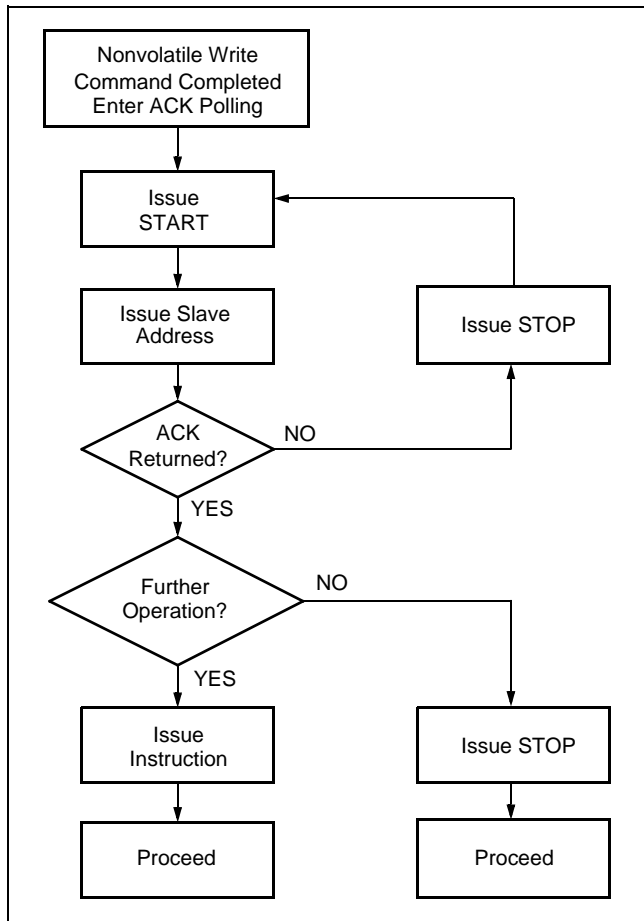 Nonvolatile Write
Command Completed
Enter ACK Polling
Issue
START
Issue Slave
Address
Issue STOP
ACK
Returned?
NO
YES
Further
Operation?
NO
YES
Issue
Instruction
Issue STOP
Proceed
Proceed